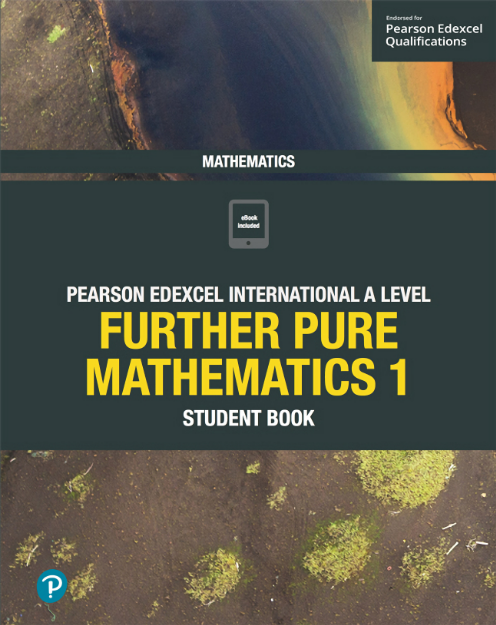 Endorsed for
Pearson Edexcel
Qualifications
MATHEMATICS
eBook
included
PEARSON EDEXCEL INTERNATIONAL A LEVEL
FURTHER PURE
MATHEMATICS 1
STUDENT BOOK
P